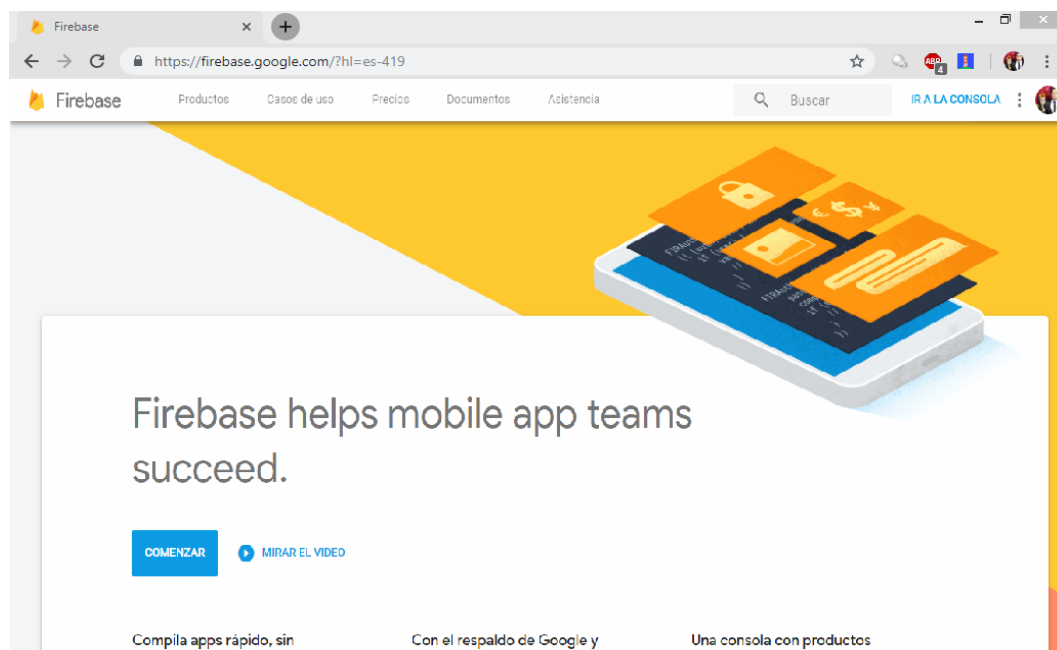 Firebase
https://firebase.google.com/?hl=es-419
ABP
4
Firebase Productos Casos de uso Precios Documentos Asistencia Buscar IR A LA CONSOLA
Firebase helps mobile app teams
succeed.
COMENZAR MIRAR EL VIDEO
Compila apps rápido, sin Con el respaldo de Google y Una consola con productos